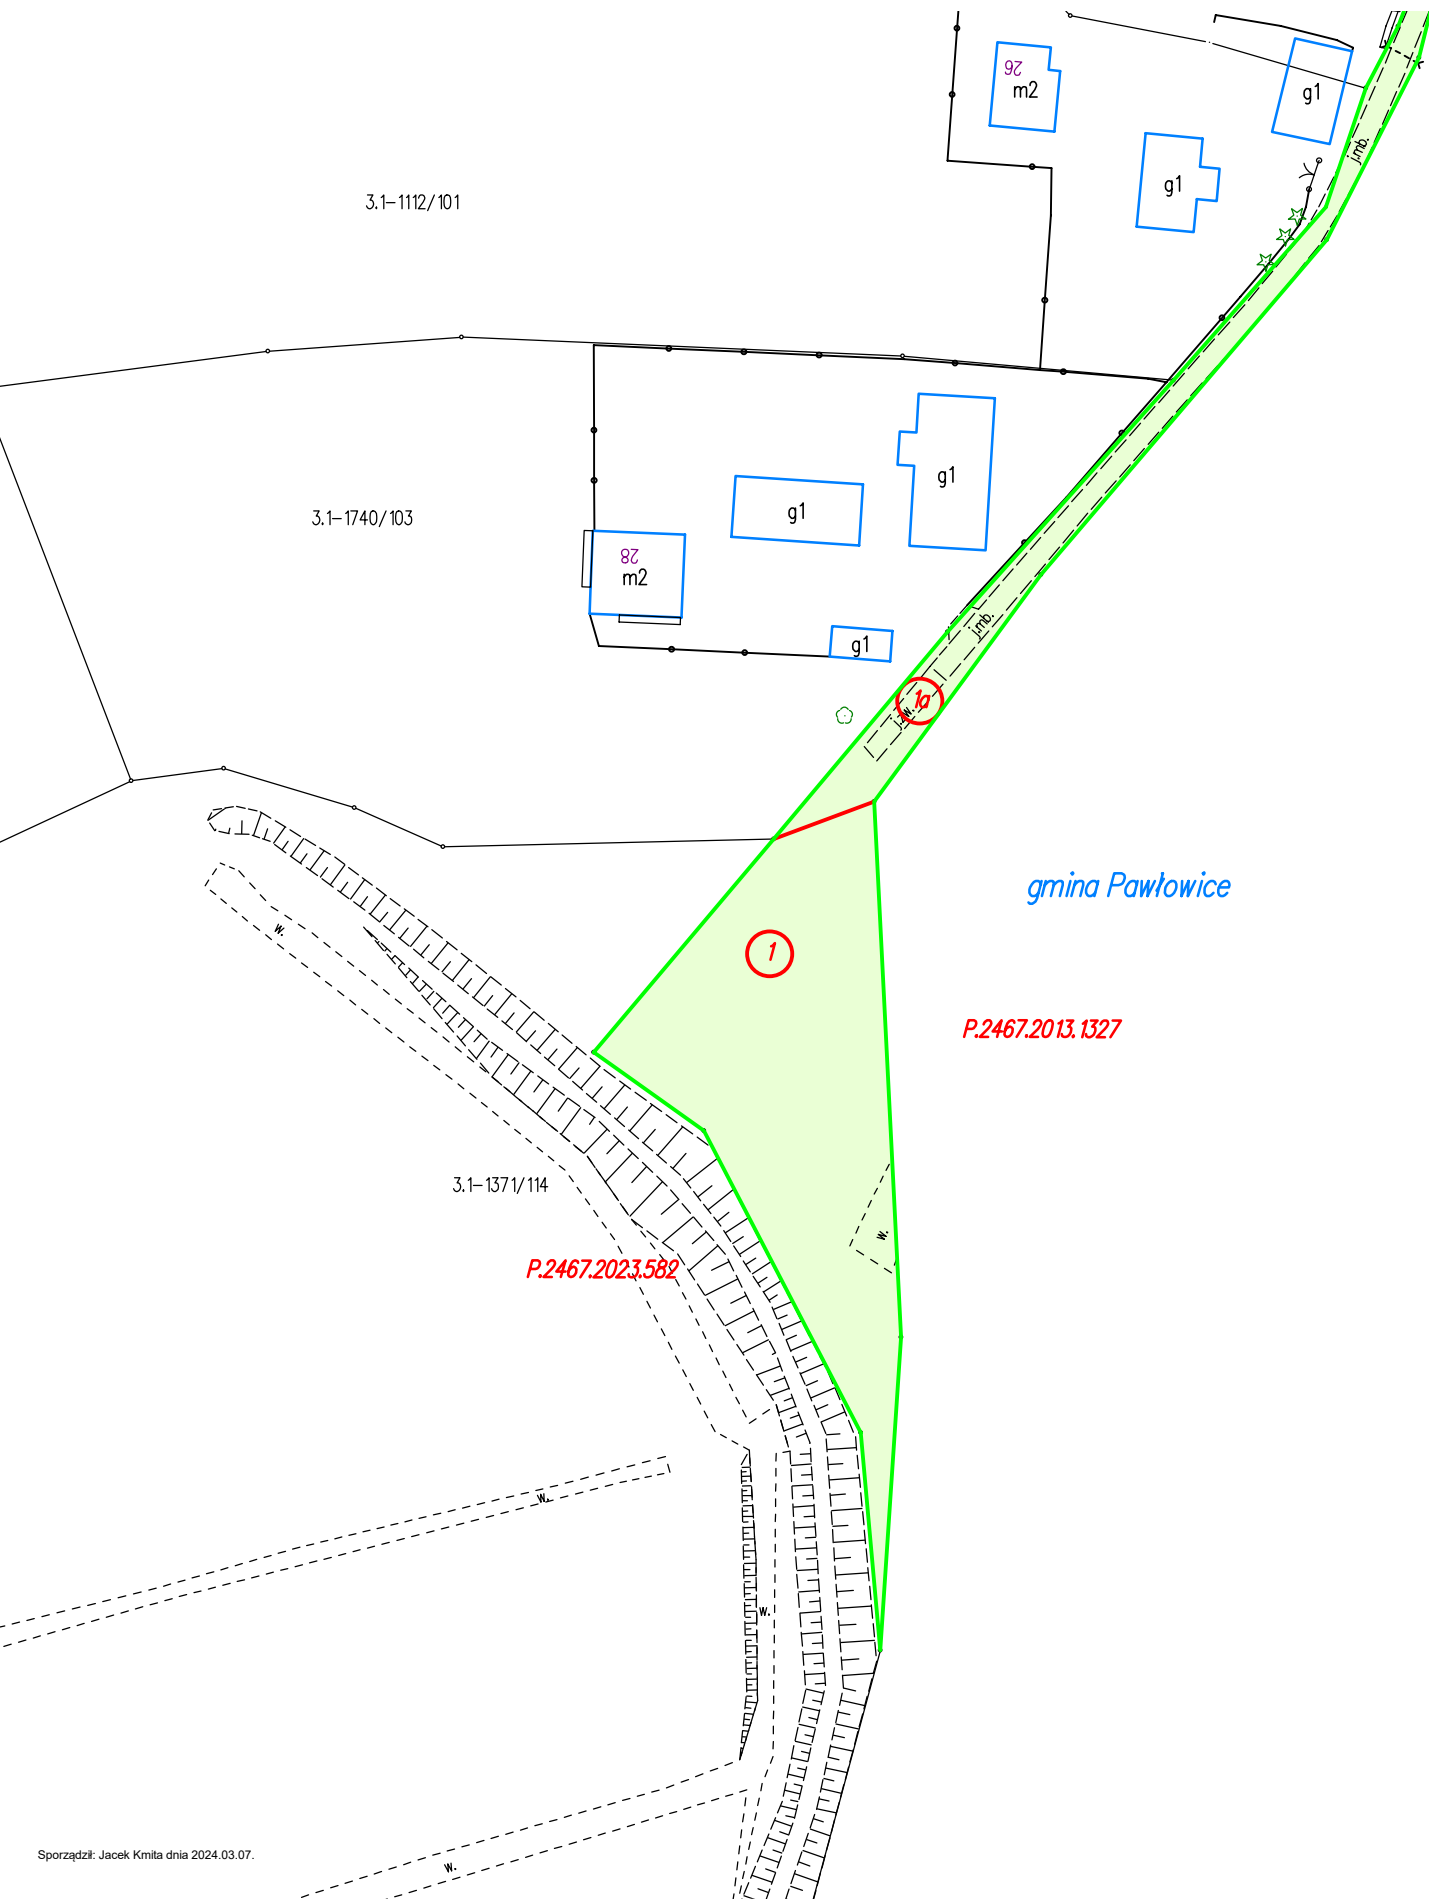 26
m2
g1
j.mb.
g1
3.1-1112/101
g1
g1
3.1-1740/103
28
m2
j.mb.
g1
1a
j.w.
gmina Pawłowice
w.
1
P.2467.2013.1327
3.1-1371/114
w.
P.2467.2023.582
w.
w.
Sporządził: Jacek Kmita dnia 2024.03.07.
w.